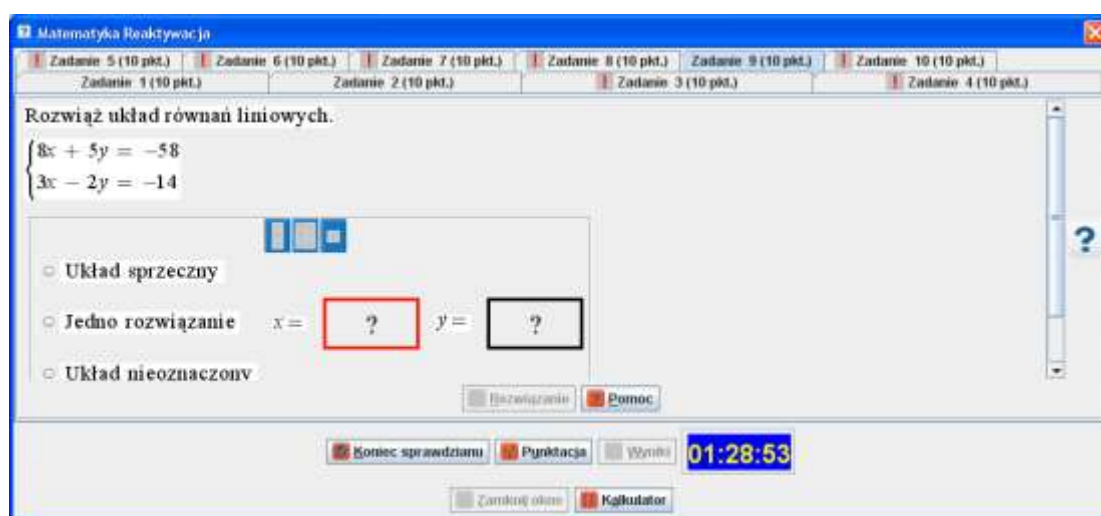 Matematyka Reaktywacja
Zadanie 5 (10 pkt.) Zadanie 6 (10 pkt.) Zadanie 7 (10 pkt.) Zadanie 8 (10 pkt.) Zadanie 9 (10 pkt.) Zadanie 10 (10 pkt.)
Zadanie 1 (10 pkt.) Zadanie 2 (10 pkt.) Zadanie 3 (10 pkt.) Zadanie 4 (10 pkt.)
Rozwiąż układ równań liniowych.
8x + 5y = −58
3x − 2y = −14
?
Układ sprzeczny
Jedno rozwiązanie x = ? y = ?
Układ nieoznaczony
Rozwiązanie Pomoc
Koniec sprawdzianu Punktacja Wyniki 01:28:53
Zamknij okno Kalkulator